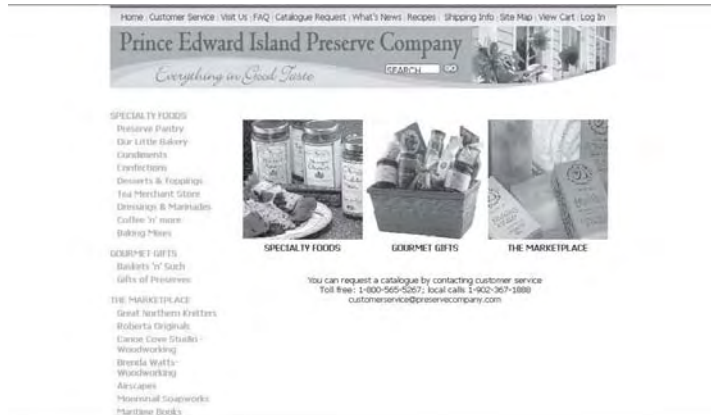 Home | Customer Service | Visit Us | FAQ | Catalogue Request | What's News | Recipes | Shipping Info | Site Map | View Cart | Log In
Prince Edward Island Preserve Company
Everything in Good Taste
SEARCH GO
SPECIALTY FOODS
Preserve Pantry
Our Little Bakery
Condiments
Confections
Desserts & Toppings
Tea Merchant Store
Dressings & Marinades
Coffee 'n' more
Baking Mixes
GOURMET GIFTS
Baskets 'n' Such
Gifts of Preserves
THE MARKETPLACE
Great Northern Knitters
Roberta Originals
Canoe Cove Studio -
Woodworking
Brenda Watts-
Woodworking
Airscapes
Moonsnail Soapworks
Maritime Books
SPECIALTY FOODS
GOURMET GIFTS
THE MARKETPLACE
You can request a catalogue by contacting customer service
Toll free: 1-800-565-5267; local calls 1-902-367-1888
customerservice@preservecompany.com